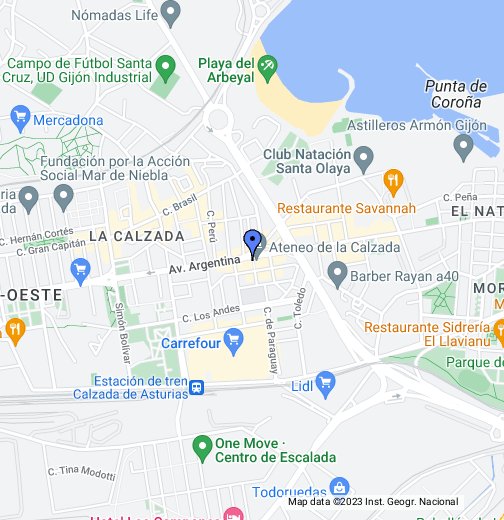 Nómadas Life
Campo de Fútbol Santa
Cruz, UD Gijón Industrial
Playa del
Arbeyal
Punta de
Coroña
Mercadona
Astilleros Armón Gijón
Fundación por la Acción
Social Mar de Niebla
Club Natación
Santa Olaya
ria
da
C. Brasil
Restaurante Savannah
C. Peña
EL NAT
C. Perú
C. Hernán Cortés
C. Gran Capitán
LA CALZADA
Ateneo de la Calzada
Av. Argentina
Barber Rayan a40
-OESTE
MOR
C. Los Andes
C. Toledo
Simón Bolívar
C. de Paraguay
Carrefour
Restaurante Sidrería
El Llavianu
M
Parque de
Estación de tren
Calzada de Asturias
Lidl
One Move ·
Centro de Escalada
C. Tina Modotti
Todoruedas
Map data ©2023 Inst. Geogr. Nacional